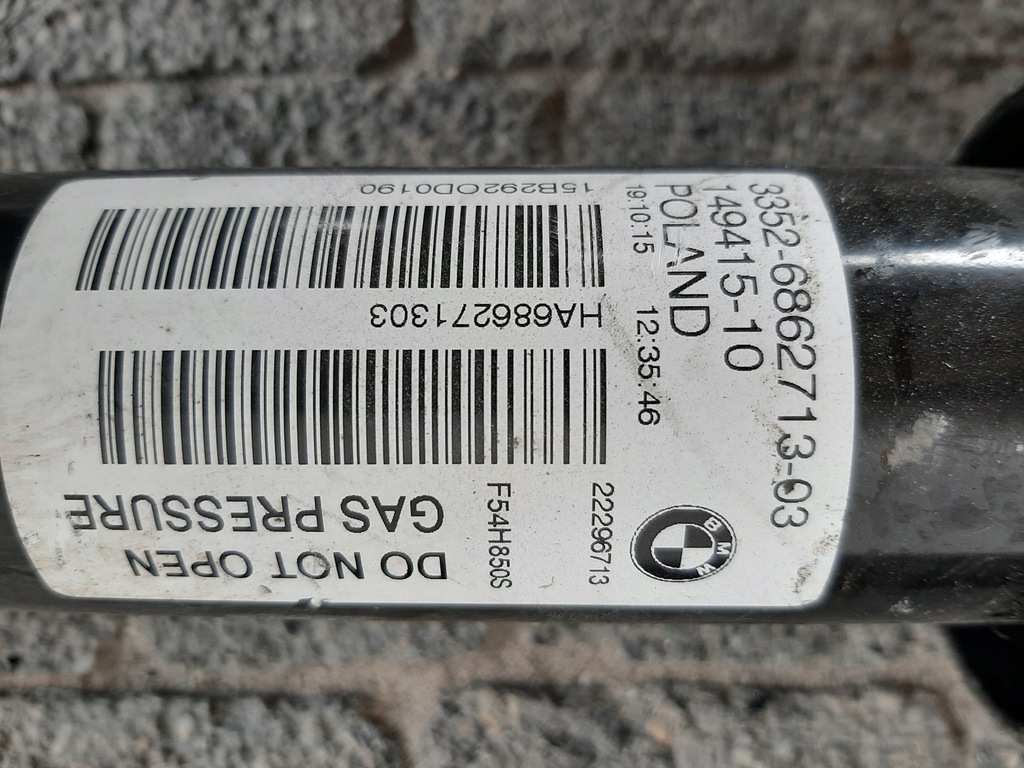 3352-6862713-03
149415-10
POLAND
19:10:15 12:35:46
BMW
22296713
F54H850S
15B292OD0190
HA686271303
DO NOT OPEN
GAS PRESSURE